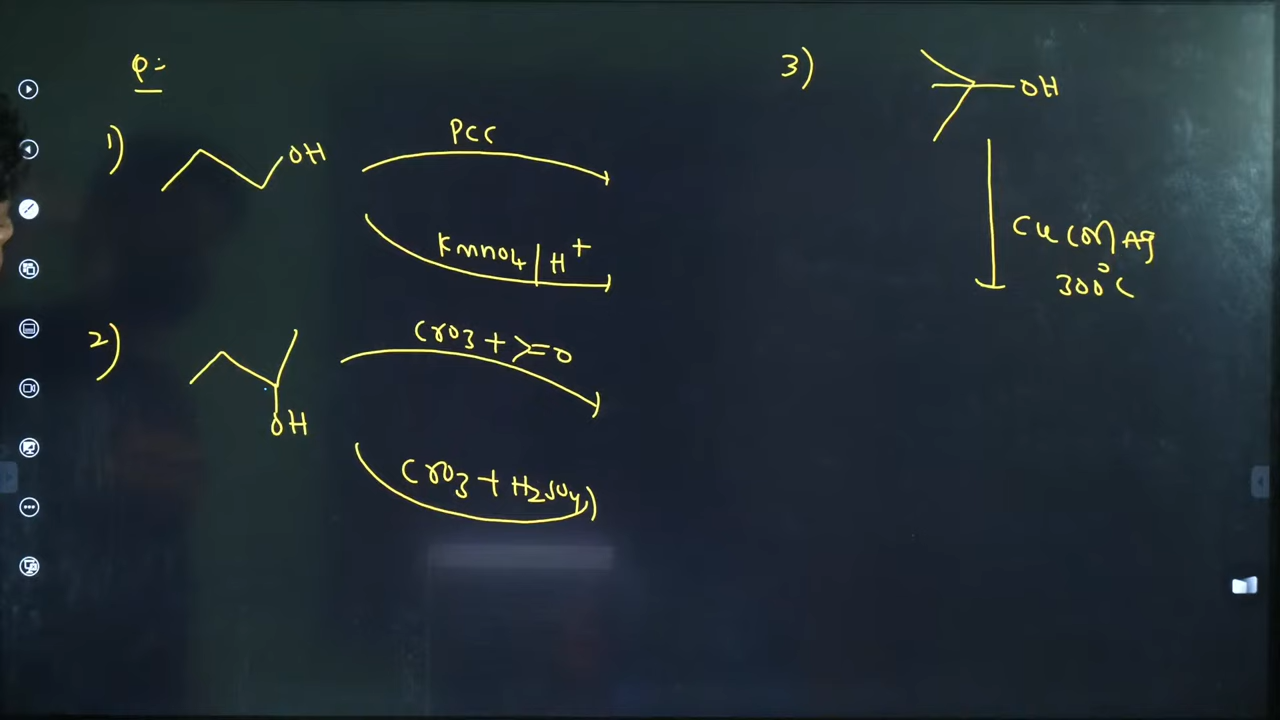 Q:-
1)
OH
PCC
KMnO4/H+
2)
OH
CrO3 + >=O
CrO3 + H2SO4
3)
OH
Cu (or) Ag
300°C